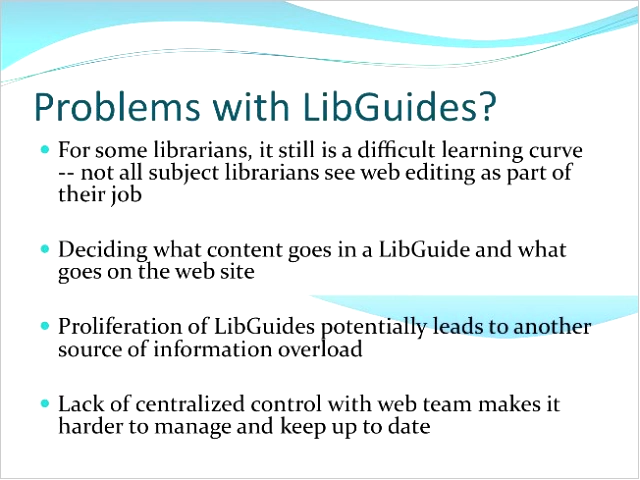 Problems with LibGuides?
• For some librarians, it still is a difficult learning curve
-- not all subject librarians see web editing as part of
their job
• Deciding what content goes in a LibGuide and what
goes on the web site
• Proliferation of LibGuides potentially leads to another
source of information overload
• Lack of centralized control with web team makes it
harder to manage and keep up to date